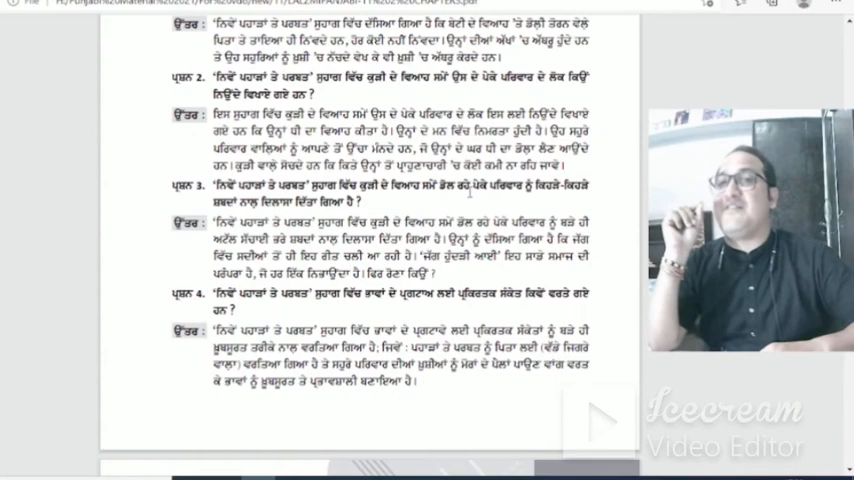 File
ਉੱਤਰ : 'ਨਿਵੇਂ ਪਹਾੜਾਂ ਤੇ ਪਰਬਤ' ਸੁਹਾਗ ਵਿੱਚ ਦੱਸਿਆ ਗਿਆ ਹੈ ਕਿ ਬੇਟੀ ਦੇ ਵਿਆਹ 'ਤੇ ਡੋਲੀ ਤੋਰਨ ਵੇਲੇ
ਪਿਤਾ ਤੇ ਤਾਇਆ ਹੀ ਨਿਵਦੇ ਹਨ, ਹੋਰ ਕੋਈ ਨਹੀਂ ਨਿਵਦਾ। ਉਨ੍ਹਾਂ ਦੀਆਂ ਅੱਖਾਂ 'ਚ ਅੱਥਰੂ ਹੁੰਦੇ ਹਨ
ਤੇ ਉਹ ਸਹੁਰਿਆਂ ਨੂੰ ਖ਼ੁਸ਼ੀ 'ਚ ਨੱਚਦੇ ਵੇਖ ਕੇ ਵੀ ਖ਼ੁਸ਼ੀ 'ਚ ਅੱਥਰੂ ਕੇਰਦੇ ਹਨ।
ਪ੍ਰਸ਼ਨ 2. 'ਨਿਵੇਂ ਪਹਾੜਾਂ ਤੇ ਪਰਬਤ' ਸੁਹਾਗ ਵਿੱਚ ਕੁੜੀ ਦੇ ਵਿਆਹ ਸਮੇਂ ਉਸ ਦੇ ਪੇਕੇ ਪਰਿਵਾਰ ਦੇ ਲੋਕ ਕਿਉਂ
ਨਿਉਂਦੇ ਵਿਖਾਏ ਗਏ ਹਨ ?
ਉੱਤਰ : ਇਸ ਸੁਹਾਗ ਵਿੱਚ ਕੁੜੀ ਦੇ ਵਿਆਹ ਸਮੇਂ ਉਸ ਦੇ ਪੇਕੇ ਪਰਿਵਾਰ ਦੇ ਲੋਕ ਇਸ ਲਈ ਨਿਉਂਦੇ ਵਿਖਾਏ
ਗਏ ਹਨ ਕਿ ਉਨ੍ਹਾਂ ਧੀ ਦਾ ਵਿਆਹ ਕੀਤਾ ਹੈ। ਉਨ੍ਹਾਂ ਦੇ ਮਨ ਵਿੱਚ ਨਿਮਰਤਾ ਹੁੰਦੀ ਹੈ। ਉਹ ਸਹੁਰੇ
ਪਰਿਵਾਰ ਵਾਲ਼ਿਆਂ ਨੂੰ ਆਪਣੇ ਤੋਂ ਉੱਚਾ ਮੰਨਦੇ ਹਨ, ਜੋ ਉਨ੍ਹਾਂ ਦੇ ਘਰ ਧੀ ਦਾ ਡੋਲਾ ਲੈਣ ਆਉਂਦੇ
ਹਨ। ਕੁੜੀ ਵਾਲ਼ੇ ਸੋਚਦੇ ਹਨ ਕਿ ਕਿਤੇ ਉਨ੍ਹਾਂ ਤੋਂ ਪ੍ਰਾਹੁਣਾਚਾਰੀ 'ਚ ਕੋਈ ਕਮੀ ਨਾ ਰਹਿ ਜਾਵੇ।
ਪ੍ਰਸ਼ਨ 3. 'ਨਿਵੇਂ ਪਹਾੜਾਂ ਤੇ ਪਰਬਤ' ਸੁਹਾਗ ਵਿੱਚ ਕੁੜੀ ਦੇ ਵਿਆਹ ਸਮੇਂ ਡੋਲ ਰਹੇ ਪੇਕੇ ਪਰਿਵਾਰ ਨੂੰ ਕਿਹੜੇ-ਕਿਹੜੇ
ਸ਼ਬਦਾਂ ਨਾਲ਼ ਦਿਲਾਸਾ ਦਿੱਤਾ ਗਿਆ ਹੈ ?
ਉੱਤਰ : 'ਨਿਵੇਂ ਪਹਾੜਾਂ ਤੇ ਪਰਬਤ' ਸੁਹਾਗ ਵਿੱਚ ਕੁੜੀ ਦੇ ਵਿਆਹ ਸਮੇਂ ਡੋਲ ਰਹੇ ਪੇਕੇ ਪਰਿਵਾਰ ਨੂੰ ਬੜੇ ਹੀ
ਅਟੱਲ ਸੱਚਾਈ ਭਰੇ ਸ਼ਬਦਾਂ ਨਾਲ਼ ਦਿਲਾਸਾ ਦਿੱਤਾ ਗਿਆ ਹੈ। ਉਨ੍ਹਾਂ ਨੂੰ ਦੱਸਿਆ ਗਿਆ ਹੈ ਕਿ ਜੱਗ
ਵਿੱਚ ਸਦੀਆਂ ਤੋਂ ਹੀ ਇਹ ਰੀਤ ਚਲੀ ਆ ਰਹੀ ਹੈ। 'ਜੱਗ ਹੁੰਦੜੀ ਆਈ' ਇਹ ਸਾਡੇ ਸਮਾਜ ਦੀ
ਪਰੰਪਰਾ ਹੈ, ਜੋ ਹਰ ਇੱਕ ਨਿਭਾਉਂਦਾ ਹੈ। ਫਿਰ ਰੋਣਾ ਕਿਉਂ ?
ਪ੍ਰਸ਼ਨ 4. 'ਨਿਵੇਂ ਪਹਾੜਾਂ ਤੇ ਪਰਬਤ' ਸੁਹਾਗ ਵਿੱਚ ਭਾਵਾਂ ਦੇ ਪ੍ਰਗਟਾਅ ਲਈ ਪ੍ਰਕਿਰਤਕ ਸੰਕੇਤ ਕਿਵੇਂ ਵਰਤੇ ਗਏ
ਹਨ ?
ਉੱਤਰ : 'ਨਿਵੇਂ ਪਹਾੜਾਂ ਤੇ ਪਰਬਤ' ਸੁਹਾਗ ਵਿੱਚ ਭਾਵਾਂ ਦੇ ਪ੍ਰਗਟਾਵੇ ਲਈ ਪ੍ਰਕਿਰਤਕ ਸੰਕੇਤਾਂ ਨੂੰ ਬੜੇ ਹੀ
ਖ਼ੂਬਸੂਰਤ ਤਰੀਕੇ ਨਾਲ਼ ਵਰਤਿਆ ਗਿਆ ਹੈ; ਜਿਵੇਂ : ਪਹਾੜਾਂ ਤੇ ਪਰਬਤ ਨੂੰ ਪਿਤਾ ਲਈ (ਵੱਡੇ ਜਿਗਰੇ
ਵਾਲ਼ਾ) ਵਰਤਿਆ ਗਿਆ ਹੈ ਤੇ ਸਹੁਰੇ ਪਰਿਵਾਰ ਦੀਆਂ ਖ਼ੁਸ਼ੀਆਂ ਨੂੰ ਮੋਰਾਂ ਦੇ ਪੈਲਾਂ ਪਾਉਣ ਵਾਂਗ ਵਰਤ
ਕੇ ਭਾਵਾਂ ਨੂੰ ਖ਼ੂਬਸੂਰਤ ਤੇ ਪ੍ਰਭਾਵਸ਼ਾਲੀ ਬਣਾਇਆ ਹੈ।
Icecream
Video Editor